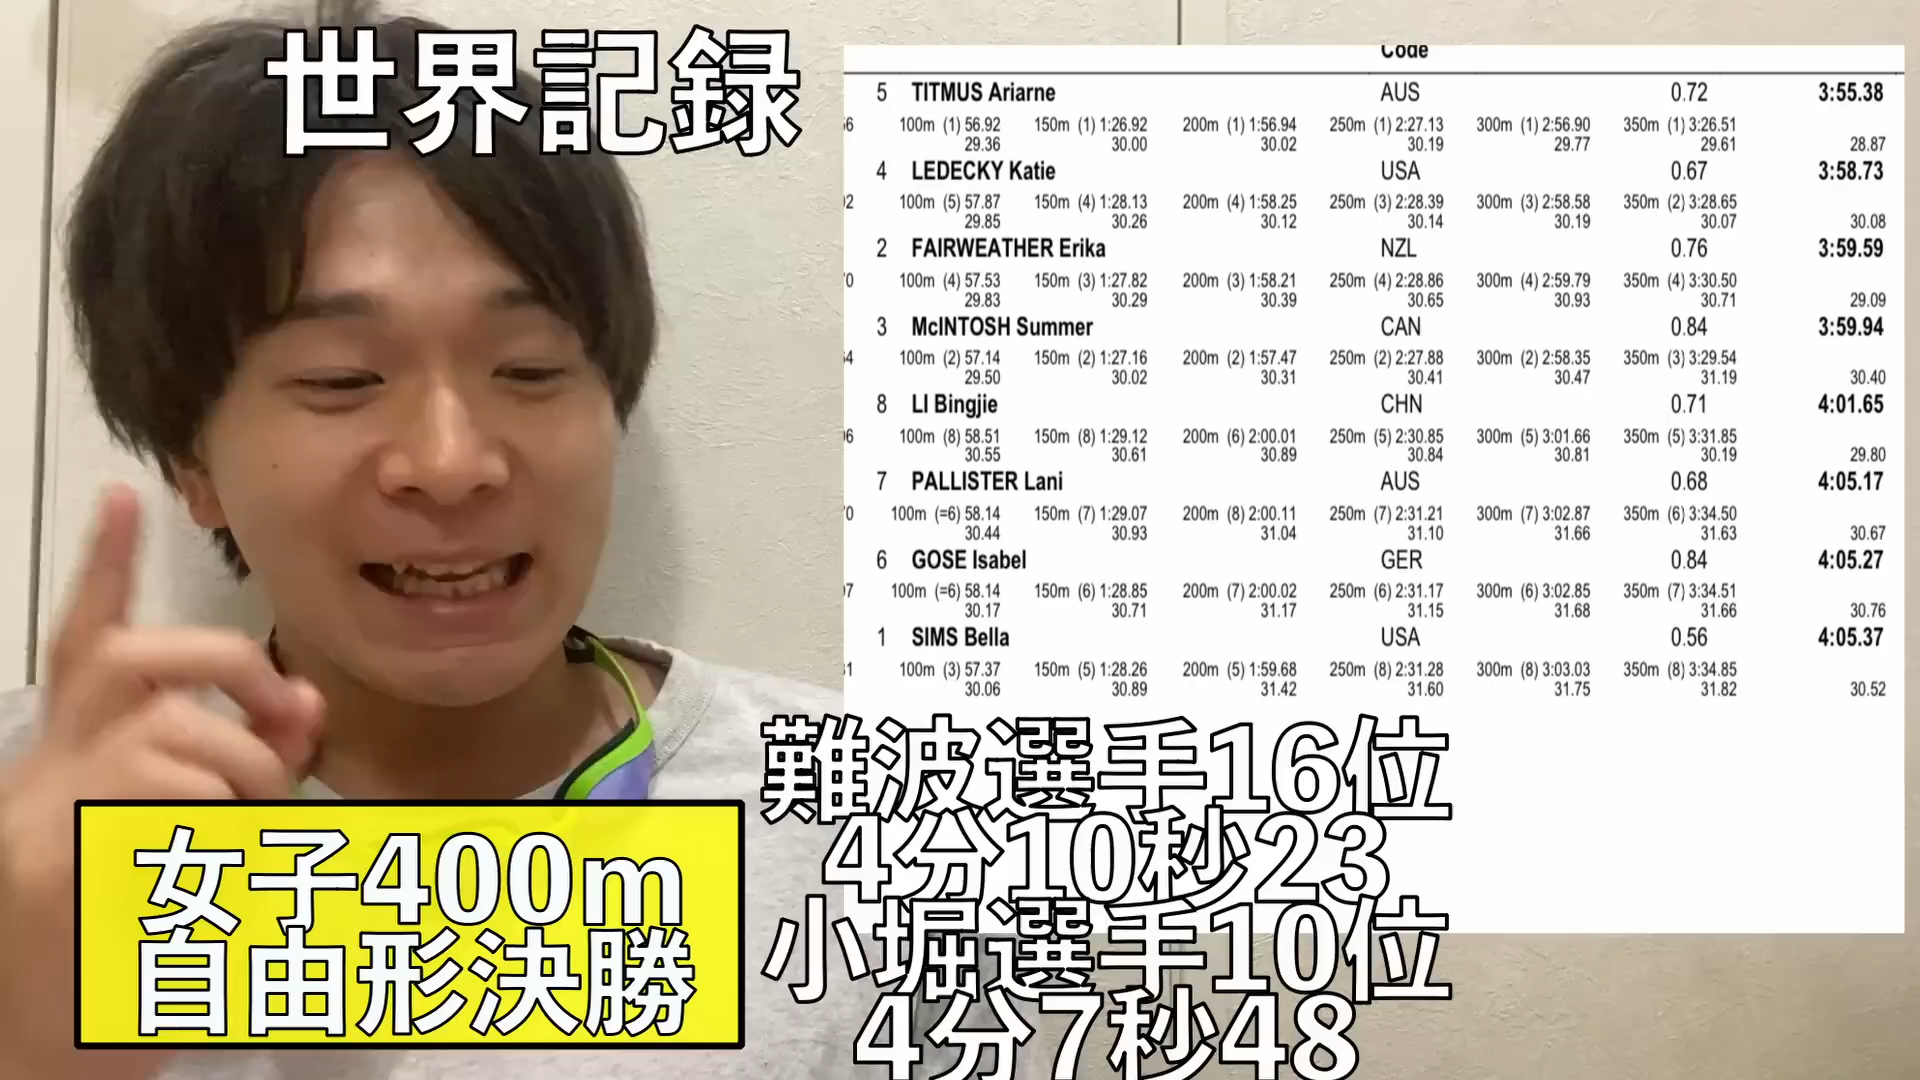 世界記録
Code
5 TITMUS Ariarne AUS 0.72 3:55.38
66 100m (1) 56.92 150m (1) 1:26.92 200m (1) 1:56.94 250m (1) 2:27.13 300m (1) 2:56.90 350m (1) 3:26.51
29.36 30.00 30.02 30.19 29.77 29.61 28.87
4 LEDECKY Katie USA 0.67 3:58.73
2 100m (5) 57.87 150m (4) 1:28.13 200m (4) 1:58.25 250m (3) 2:28.39 300m (3) 2:58.58 350m (2) 3:28.65
29.85 30.26 30.12 30.14 30.19 30.07 30.08
2 FAIRWEATHER Erika NZL 0.76 3:59.59
0 100m (4) 57.53 150m (3) 1:27.82 200m (3) 1:58.21 250m (4) 2:28.86 300m (4) 2:59.79 350m (4) 3:30.50
29.83 30.29 30.39 30.65 30.93 30.71 29.09
3 McINTOSH Summer CAN 0.84 3:59.94
4 100m (2) 57.14 150m (2) 1:27.16 200m (2) 1:57.47 250m (2) 2:27.88 300m (2) 2:58.35 350m (3) 3:29.54
29.50 30.02 30.31 30.41 30.47 31.19 30.40
8 LI Bingjie CHN 0.71 4:01.65
6 100m (8) 58.51 150m (8) 1:29.12 200m (6) 2:00.01 250m (5) 2:30.85 300m (5) 3:01.66 350m (5) 3:31.85
30.55 30.61 30.89 30.84 30.81 30.19 29.80
7 PALLISTER Lani AUS 0.68 4:05.17
0 100m (=6) 58.14 150m (7) 1:29.07 200m (8) 2:00.11 250m (7) 2:31.21 300m (7) 3:02.87 350m (6) 3:34.50
30.44 30.93 31.04 31.10 31.66 31.63 30.67
6 GOSE Isabel GER 0.84 4:05.27
7 100m (=6) 58.14 150m (6) 1:28.85 200m (7) 2:00.02 250m (6) 2:31.17 300m (6) 3:02.85 350m (7) 3:34.51
30.17 30.71 31.17 31.15 31.68 31.66 30.76
1 SIMS Bella USA 0.56 4:05.37
1 100m (3) 57.37 150m (5) 1:28.26 200m (5) 1:59.68 250m (8) 2:31.28 300m (8) 3:03.03 350m (8) 3:34.85
30.06 30.89 31.42 31.60 31.75 31.82 30.52
難波選手16位
4分10秒23
小堀選手10位
4分7秒48
女子400m
自由形決勝